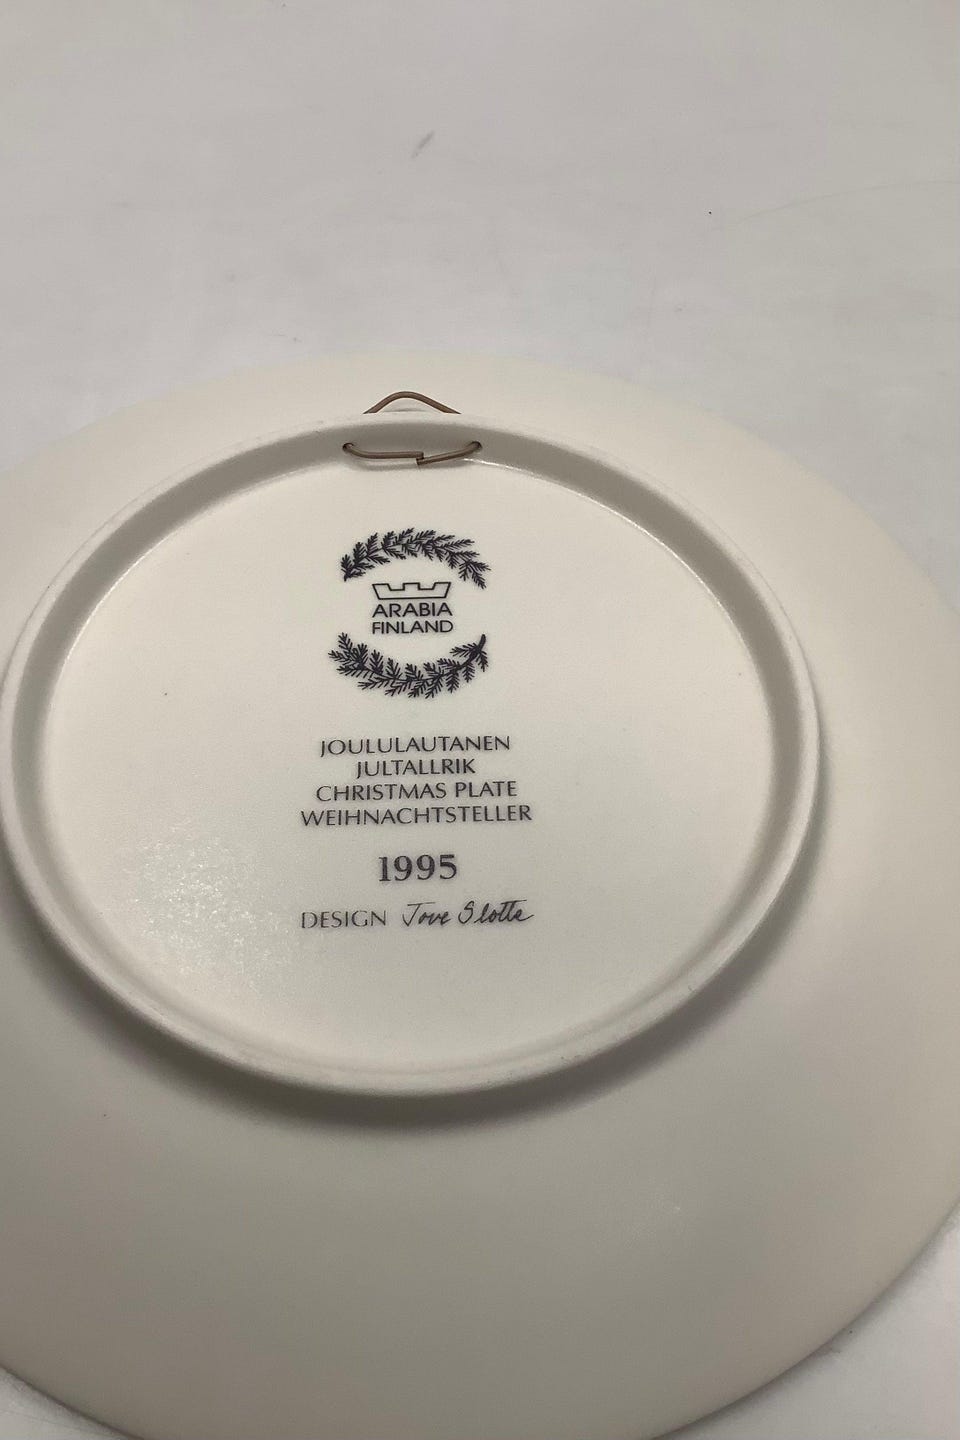 ARABIA
FINLAND
JOULULAUTANEN
JULTALLRIK
CHRISTMAS PLATE
WEIHNACHTSTELLER
1995
DESIGN Tove Slotte